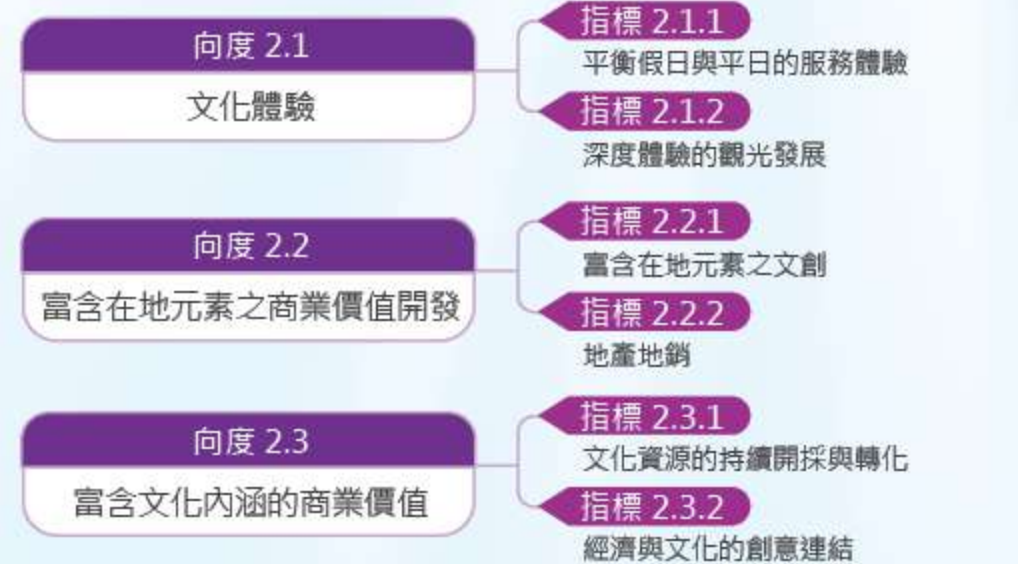 向度 2.1
文化體驗
指標 2.1.1
平衡假日與平日的服務體驗
指標 2.1.2
深度體驗的觀光發展
向度 2.2
富含在地元素之商業價值開發
指標 2.2.1
富含在地元素之文創
指標 2.2.2
地產地銷
向度 2.3
富含文化內涵的商業價值
指標 2.3.1
文化資源的持續開採與轉化
指標 2.3.2
經濟與文化的創意連結